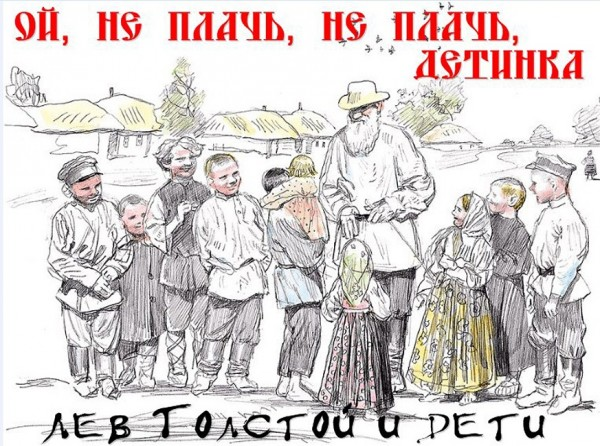 ОЙ, НЕ ПЛАЧЬ, НЕ ПЛАЧЬ,
ДЕТИНКА
ЛЕВ ТОЛСТОЙ И ДЕТИ